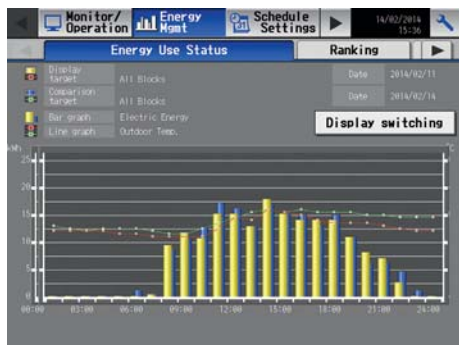 Monitor/ Operation
Energy Mgmt
Schedule Settings
14/02/2014
15:36
Energy Use Status
Ranking
Display target
All Blocks
Date
2014/02/11
Comparison target
All Blocks
Date
2014/02/14
Bar graph
Electric Energy
Line graph
Outdoor Temp.
Display switching
kWh
°C
25
20
15
10
5
0
00:00 03:00 06:00 09:00 12:00 15:00 18:00 21:00 24:00